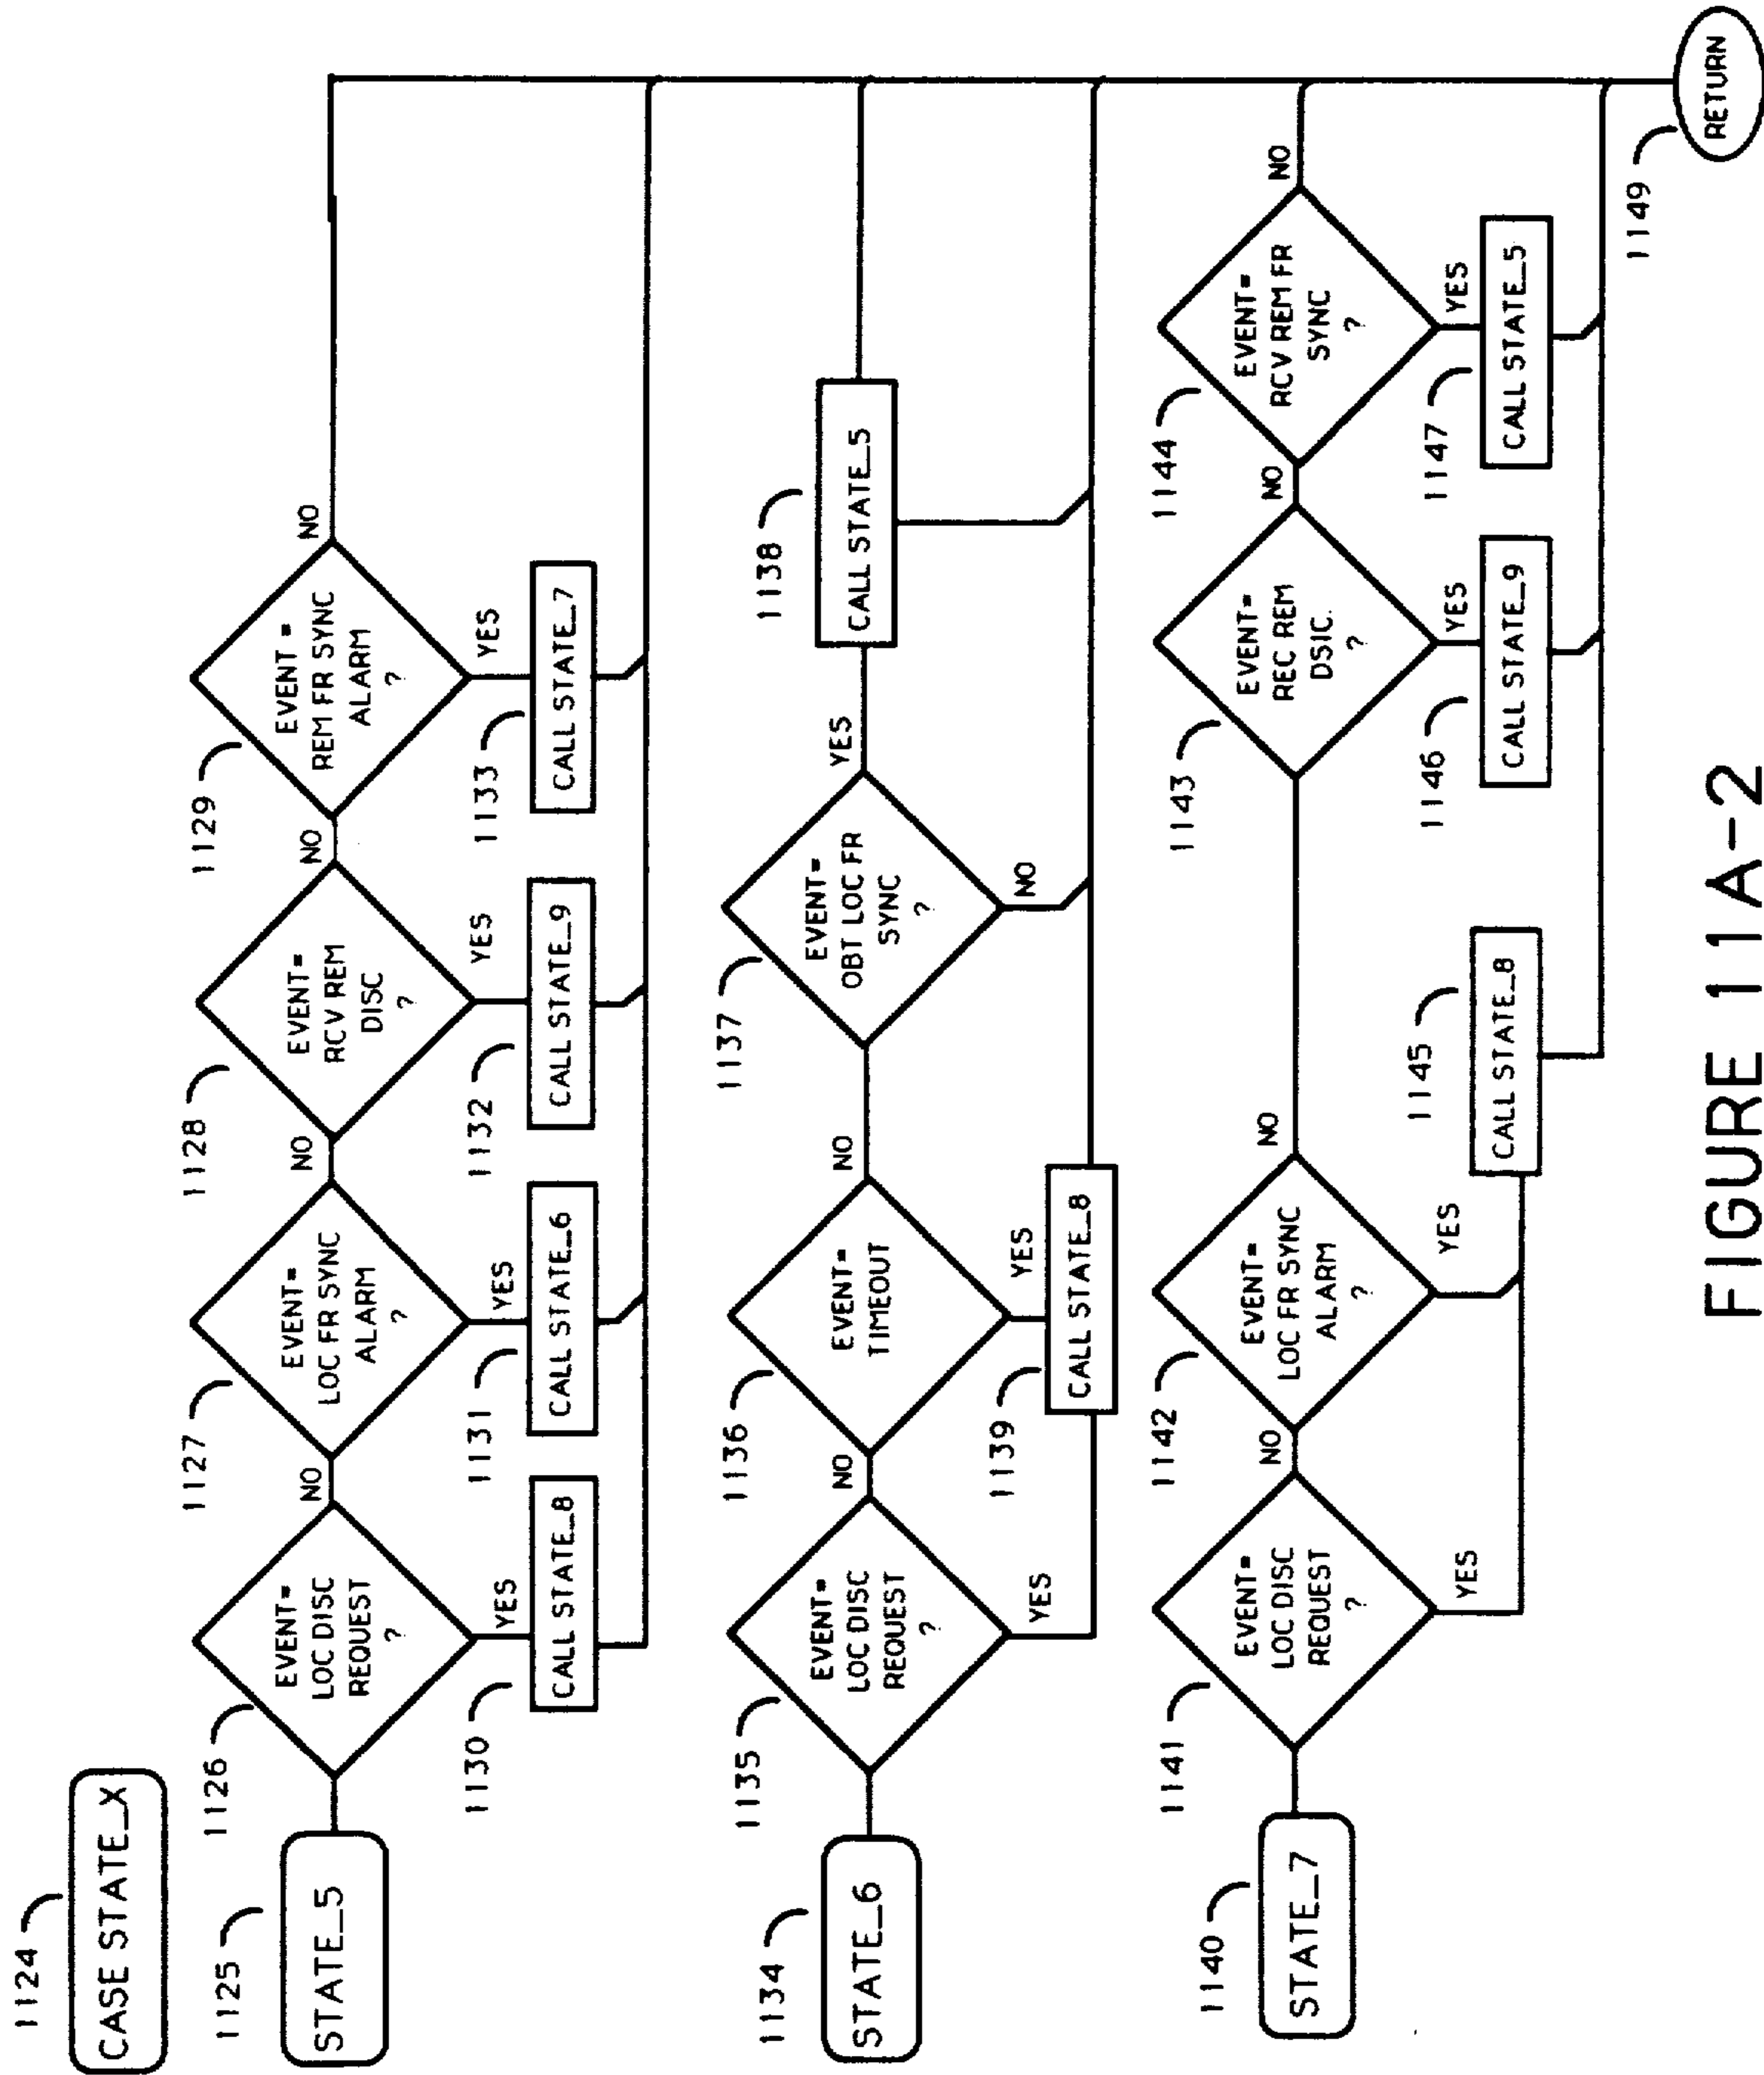 1124
CASE STATE_X
1125
STATE_5
1126
EVENT=
LOC DISC
REQUEST
?
NO
YES
1130
CALL STATE_8
1127
EVENT=
LOC FR SYNC
ALARM
?
NO
YES
1131
CALL STATE_6
1128
EVENT=
RCV REM
DISC
?
NO
YES
1132
CALL STATE_9
1129
EVENT =
REM FR SYNC
ALARM
?
NO
YES
1133
CALL STATE_7
1134
STATE_6
1135
EVENT=
LOC DISC
REQUEST
?
NO
YES
1136
EVENT=
TIMEOUT
NO
YES
1139
CALL STATE_8
1137
EVENT=
OBT LOC FR
SYNC
?
YES
NO
1138
CALL STATE_5
1140
STATE_7
1141
EVENT=
LOC DISC
REQUEST
?
NO
YES
1142
EVENT=
LOC FR SYNC
ALARM
?
NO
YES
1145
CALL STATE_8
1143
EVENT=
REC REM
DSIC.
?
NO
YES
1146
CALL STATE_9
1144
EVENT=
RCV REM FR
SYNC
?
NO
YES
1147
CALL STATE_5
1149
RETURN
FIGURE 11A-2